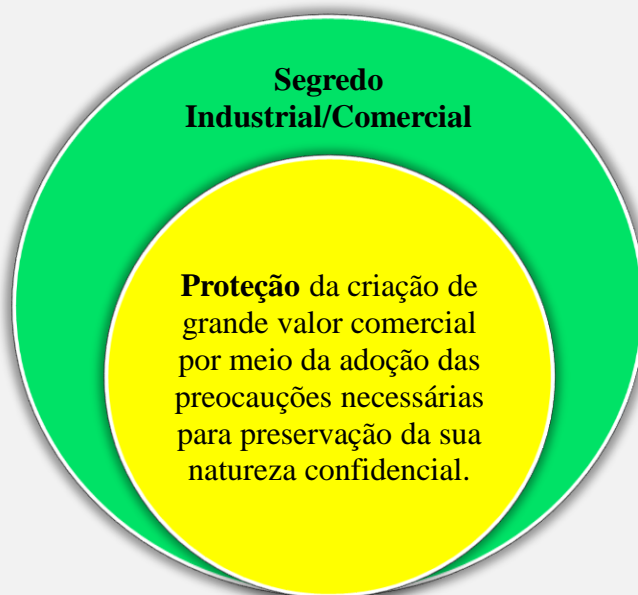 Segredo
Industrial/Comercial
Proteção da criação de
grande valor comercial
por meio da adoção das
preocauções necessárias
para preservação da sua
natureza confidencial.